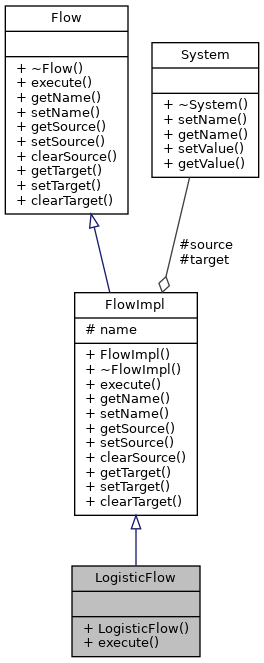 Flow
+ ~Flow()
+ execute()
+ getName()
+ setName()
+ getSource()
+ setSource()
+ clearSource()
+ getTarget()
+ setTarget()
+ clearTarget()
System
+ ~System()
+ setName()
+ getName()
+ setValue()
+ getValue()
#source
#target
FlowImpl
# name
+ FlowImpl()
+ ~FlowImpl()
+ execute()
+ getName()
+ setName()
+ getSource()
+ setSource()
+ clearSource()
+ getTarget()
+ setTarget()
+ clearTarget()
LogisticFlow
+ LogisticFlow()
+ execute()